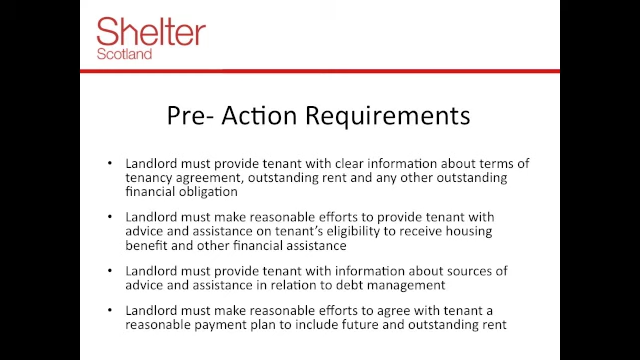 Shelter
Scotland
Pre- Action Requirements
• Landlord must provide tenant with clear information about terms of
tenancy agreement, outstanding rent and any other outstanding
financial obligation
• Landlord must make reasonable efforts to provide tenant with
advice and assistance on tenant's eligibility to receive housing
benefit and other financial assistance
• Landlord must provide tenant with information about sources of
advice and assistance in relation to debt management
• Landlord must make reasonable efforts to agree with tenant a
reasonable payment plan to include future and outstanding rent